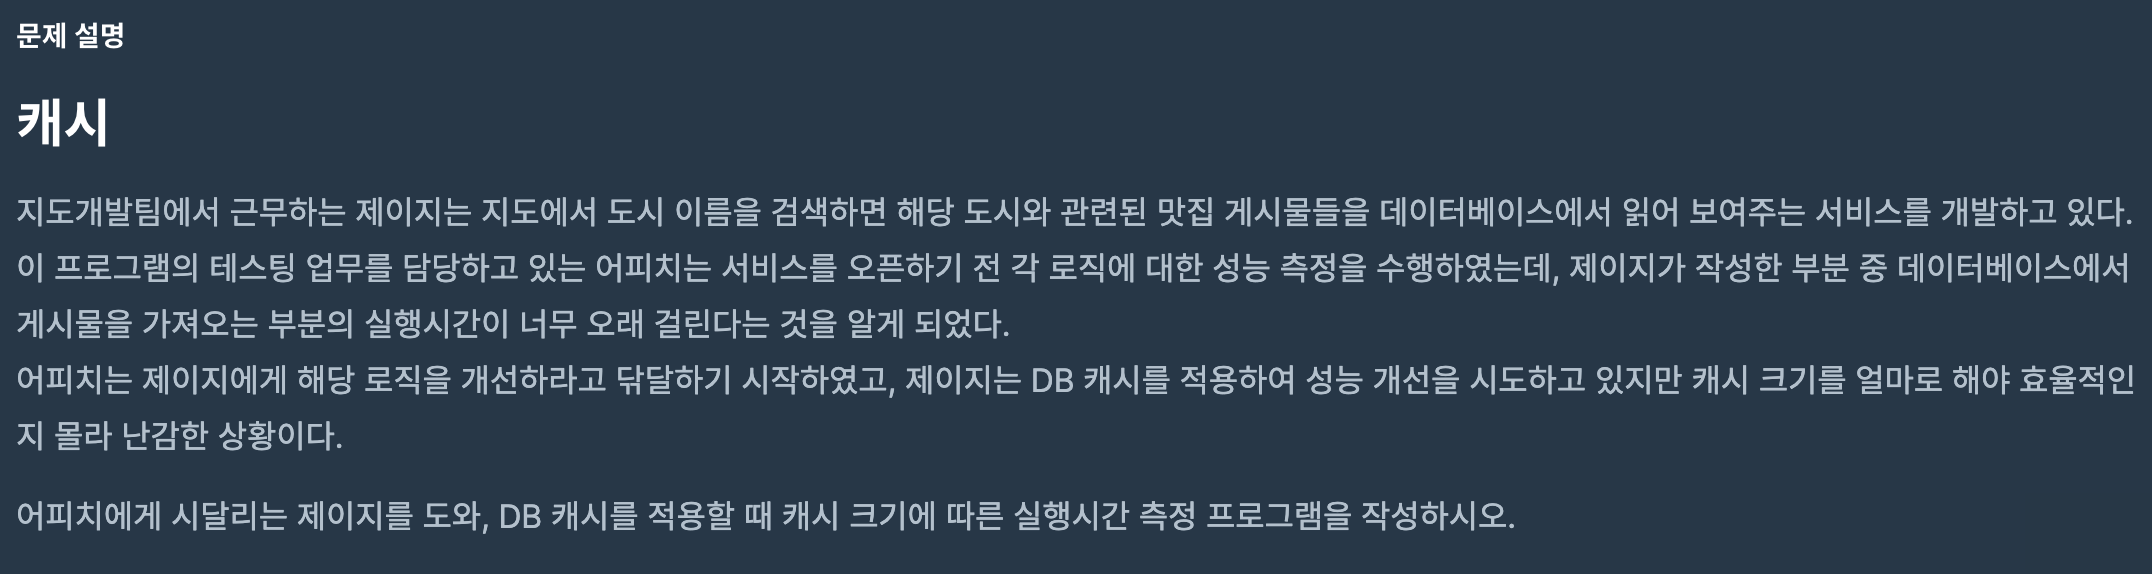 문제 설명
캐시
지도개발팀에서 근무하는 제이지는 지도에서 도시 이름을 검색하면 해당 도시와 관련된 맛집 게시물들을 데이터베이스에서 읽어 보여주는 서비스를 개발하고 있다.
이 프로그램의 테스팅 업무를 담당하고 있는 어피치는 서비스를 오픈하기 전 각 로직에 대한 성능 측정을 수행하였는데, 제이지가 작성한 부분 중 데이터베이스에서
게시물을 가져오는 부분의 실행시간이 너무 오래 걸린다는 것을 알게 되었다.
어피치는 제이지에게 해당 로직을 개선하라고 닦달하기 시작하였고, 제이지는 DB 캐시를 적용하여 성능 개선을 시도하고 있지만 캐시 크기를 얼마로 해야 효율적인
지 몰라 난감한 상황이다.
어피치에게 시달리는 제이지를 도와, DB 캐시를 적용할 때 캐시 크기에 따른 실행시간 측정 프로그램을 작성하시오.